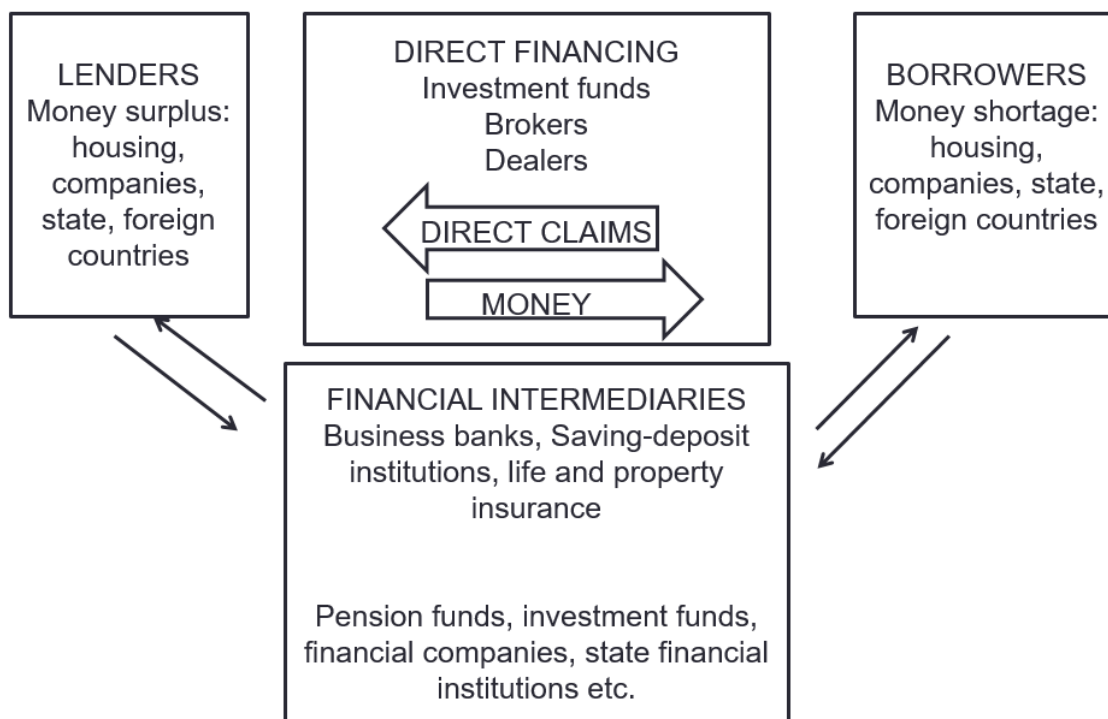 LENDERS
Money surplus:
housing,
companies,
state, foreign
countries
DIRECT FINANCING
Investment funds
Brokers
Dealers
DIRECT CLAIMS
MONEY
BORROWERS
Money shortage:
housing,
companies, state,
foreign countries
FINANCIAL INTERMEDIARIES
Business banks, Saving-deposit
institutions, life and property
insurance
Pension funds, investment funds,
financial companies, state financial
institutions etc.